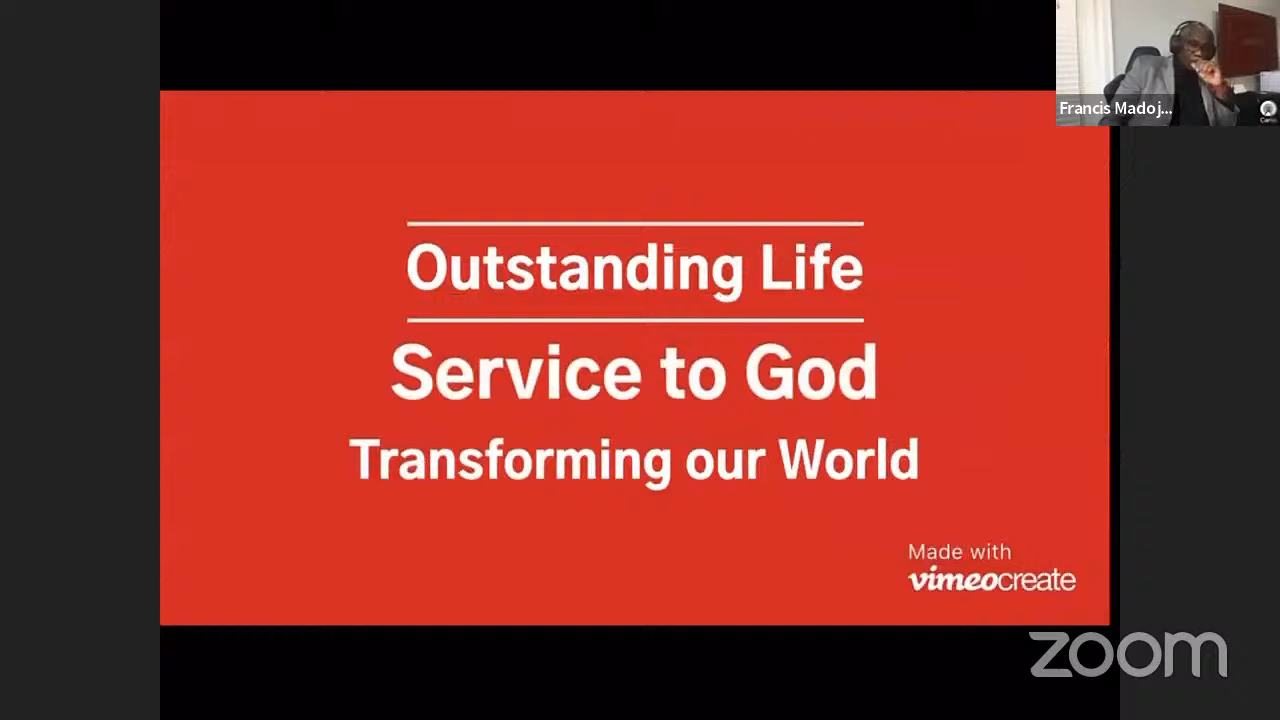 Francis Madoj...
Outstanding Life
Service to God
Transforming our World
Made with
vimeocreate
zoom